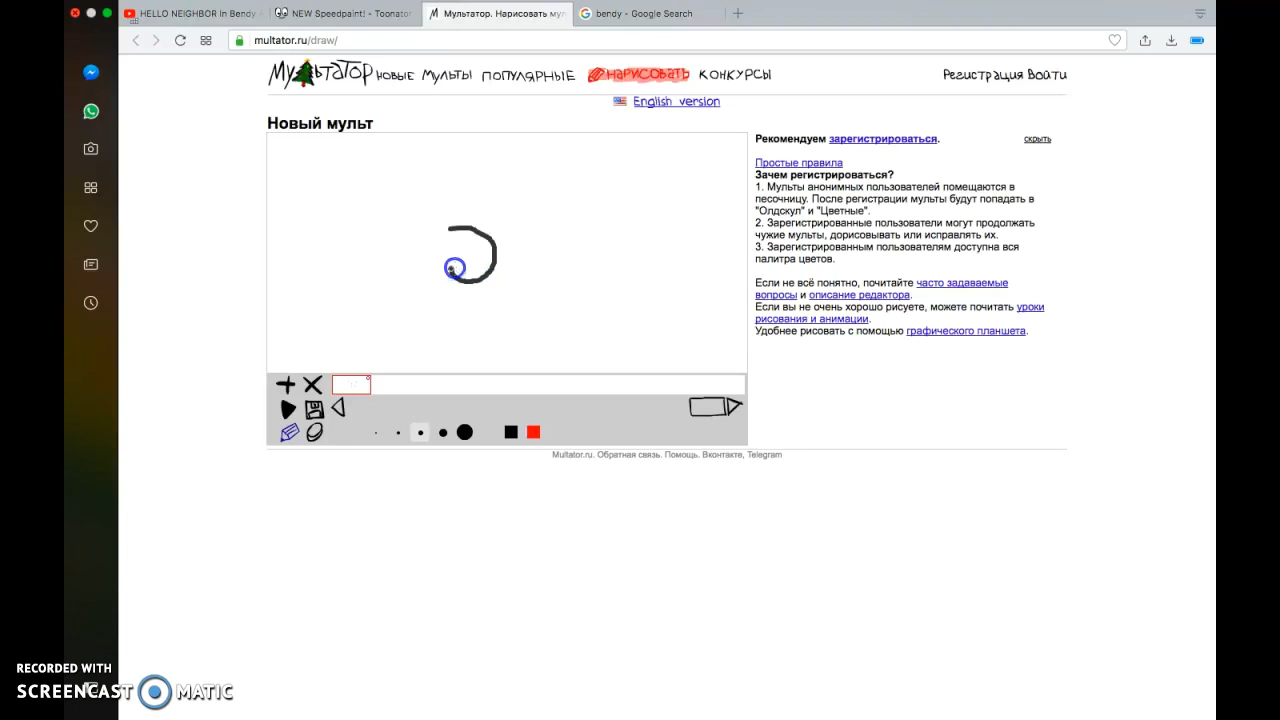 HELLO NEIGHBOR In Bendy
NEW Speedpaint! - Toonator
Мультатор. Нарисовать мул
bendy - Google Search
multator.ru/draw/
Мультатор новые мульты популярные нарисовать конкурсы
Регистрация Войти
English version
Новый мульт
Рекомендуем зарегистрироваться.
скрыть
Простые правила
Зачем регистрироваться?
1. Мульты анонимных пользователей помещаются в
песочницу. После регистрации мульты будут попадать в
"Олдскул" и "Цветные".
2. Зарегистрированные пользователи могут продолжать
чужие мульты, дорисовывать или исправлять их.
3. Зарегистрированным пользователям доступна вся
палитра цветов.
Если не всё понятно, почитайте часто задаваемые
вопросы и описание редактора.
Если вы не очень хорошо рисуете, можете почитать уроки
рисования и анимации.
Удобнее рисовать с помощью графического планшета.
Multator.ru. Обратная связь. Помощь. Вконтакте, Telegram
RECORDED WITH
SCREENCAST MATIC